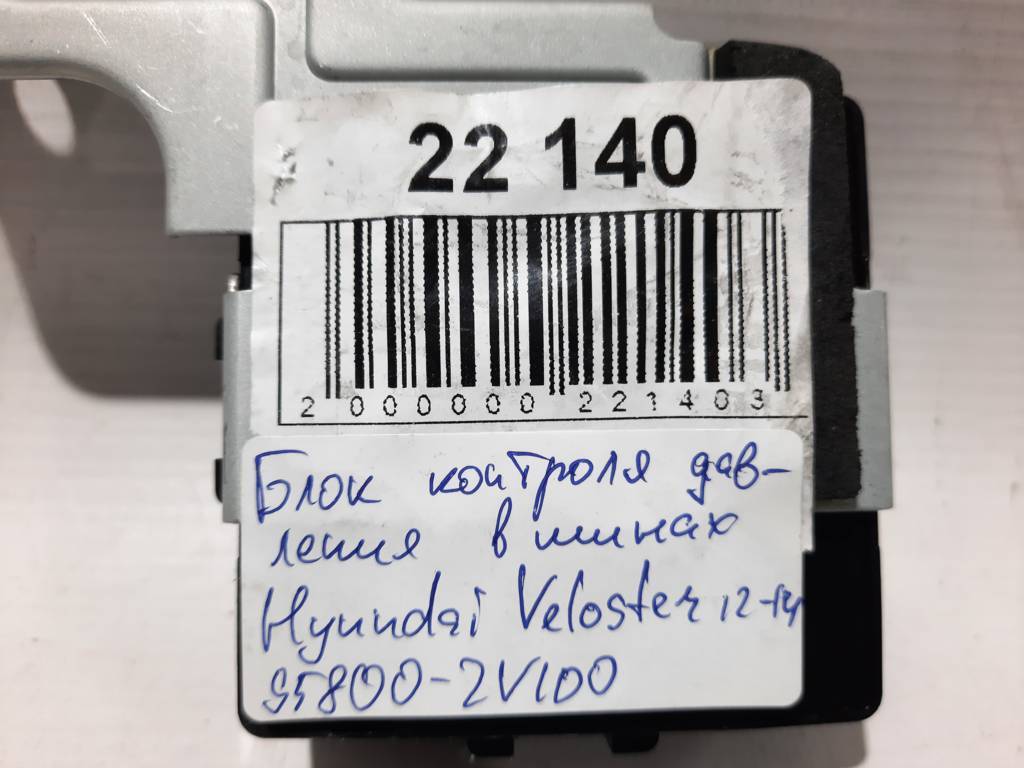 22 140
2 000000 221403
Блок контроля дав-
ления в шинах
Hyundai Veloster 12-14
95800-2V100